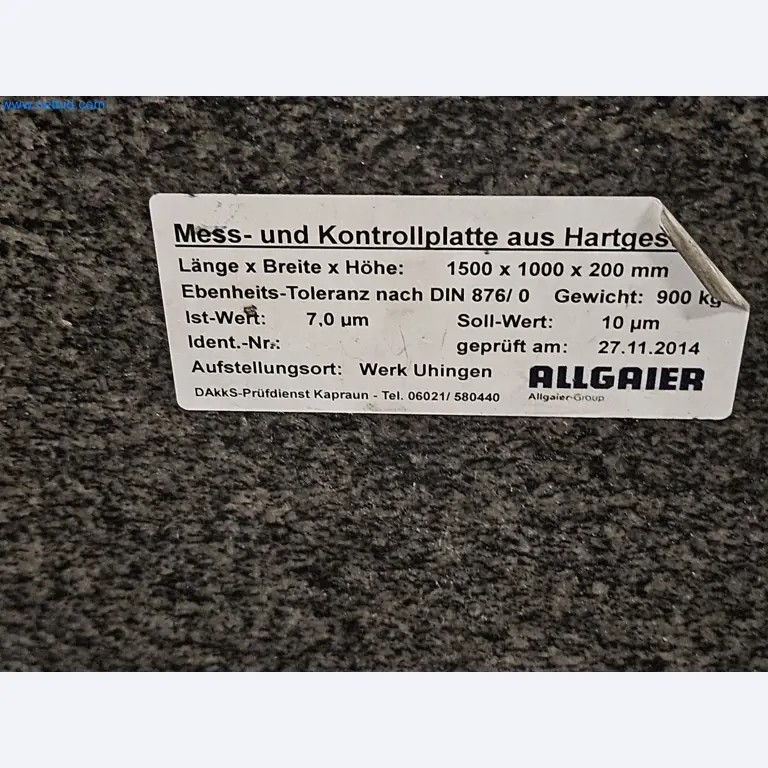 Mess- und Kontrollplatte aus Hartges
Länge x Breite x Höhe: 1500 x 1000 x 200 mm
Ebenheits-Toleranz nach DIN 876/ 0 Gewicht: 900 kg
Ist-Wert: 7,0 µm Soll-Wert: 10 µm
Ident.-Nr.: geprüft am: 27.11.2014
Aufstellungsort: Werk Uhingen ALLGAIER
DAkkS-Prüfdienst Kapraun - Tel. 06021/ 580440 Allgaier-Group